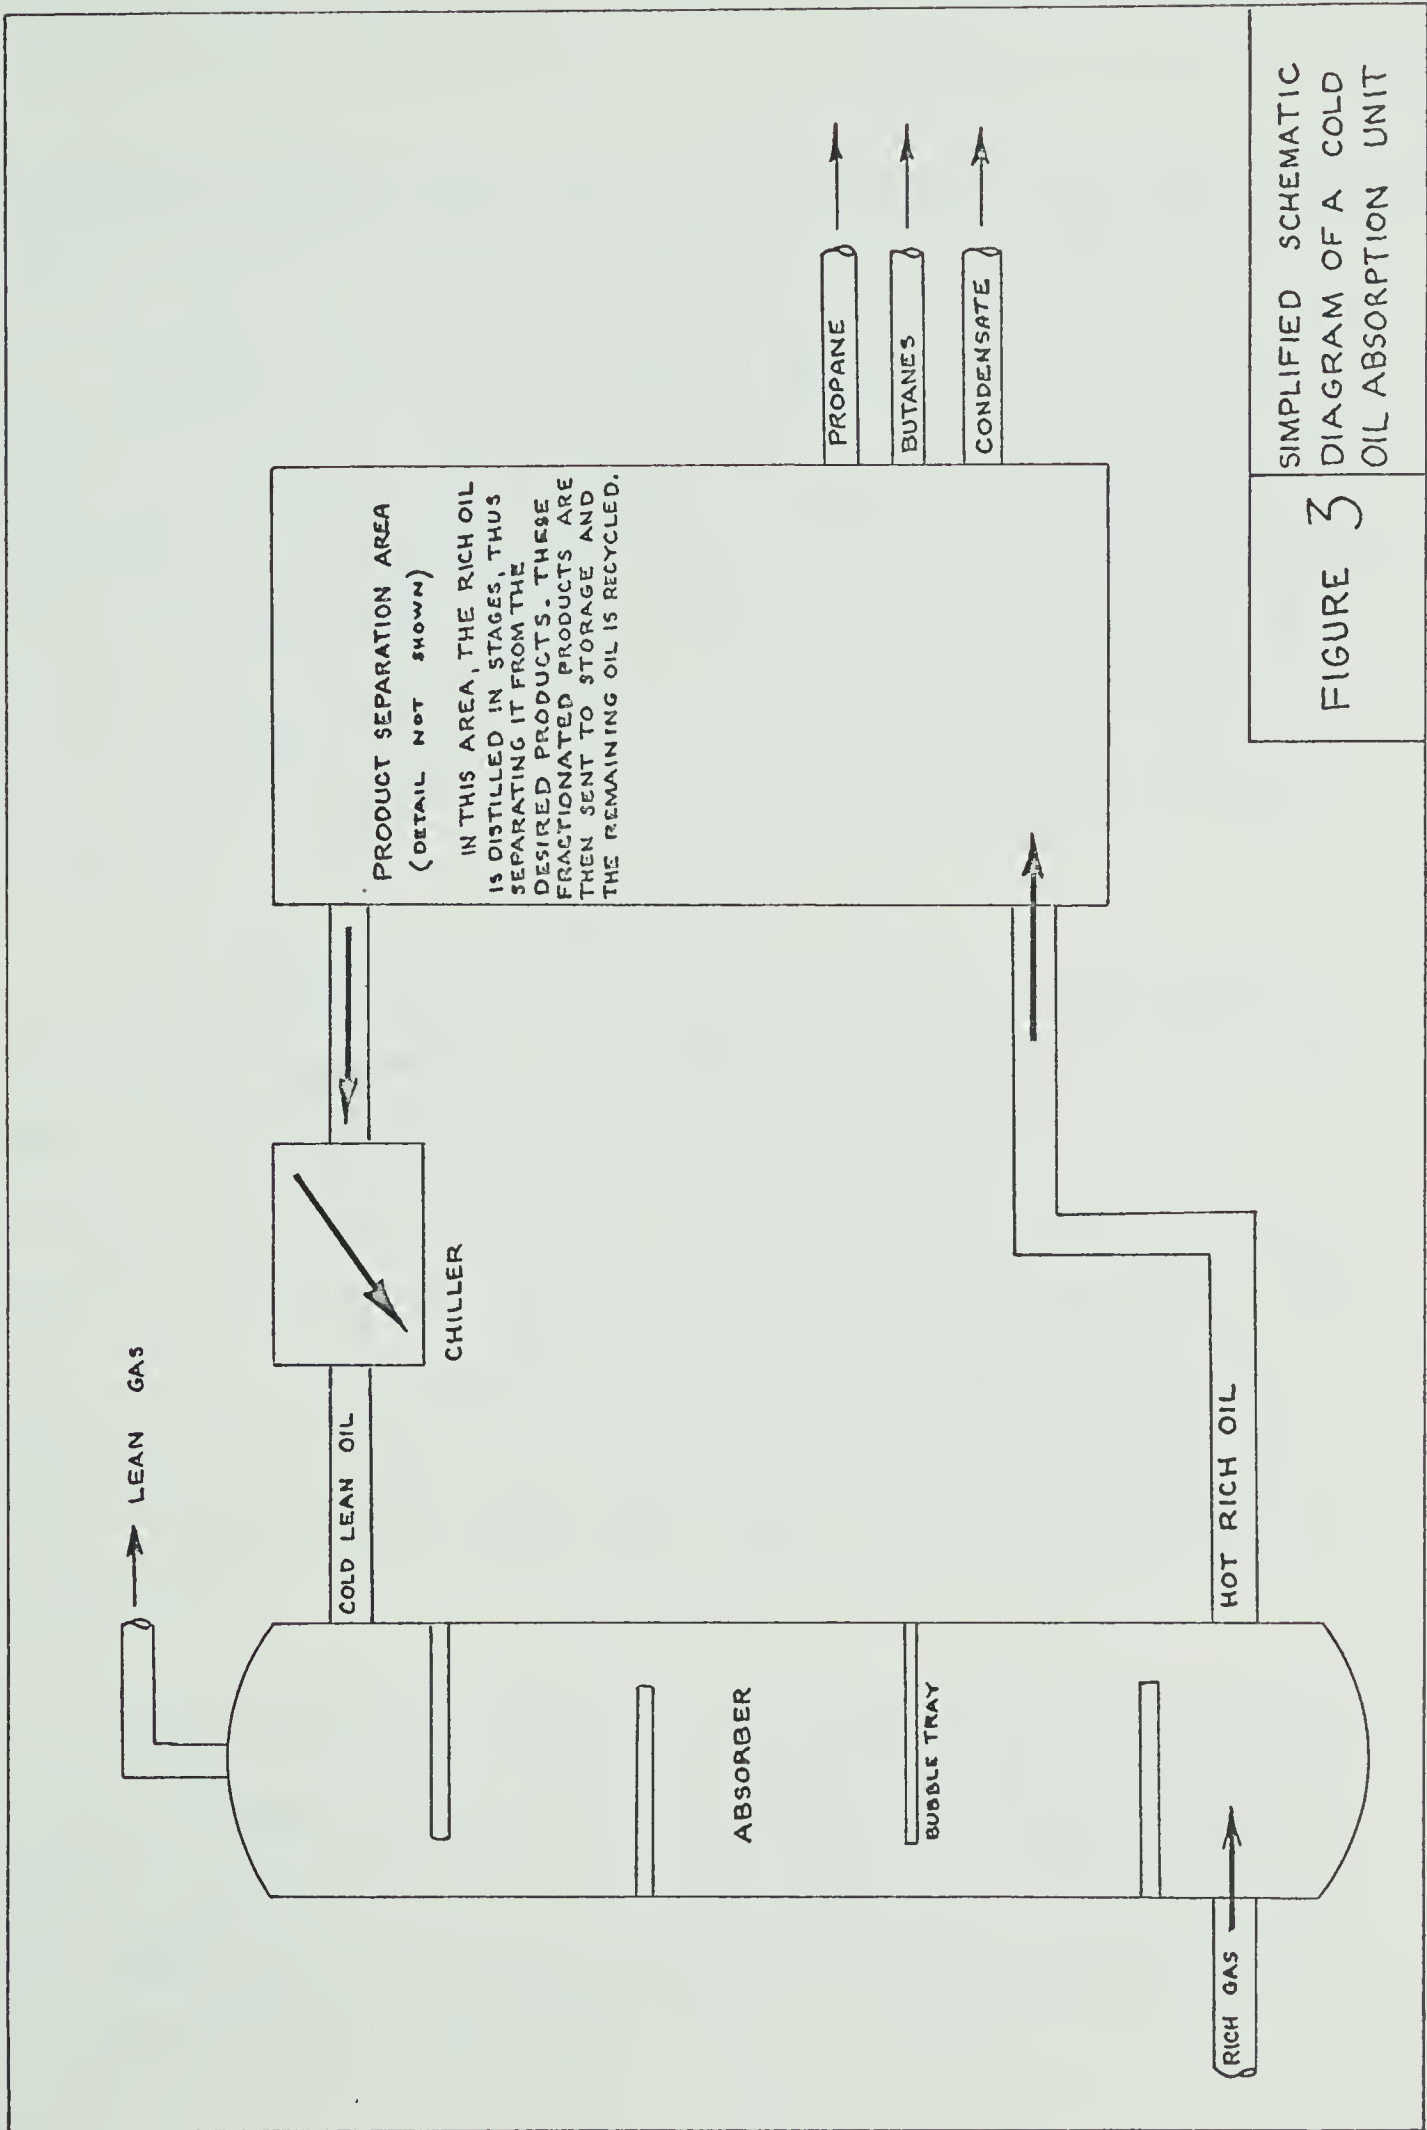 LEAN GAS
COLD LEAN OIL
CHILLER
PRODUCT SEPARATION AREA
(DETAIL NOT SHOWN)
IN THIS AREA, THE RICH OIL
IS DISTILLED IN STAGES, THUS
SEPARATING IT FROM THE
DESIRED PRODUCTS. THESE
FRACTIONATED PRODUCTS ARE
THEN SENT TO STORAGE AND
THE REMAINING OIL IS RECYCLED.
PROPANE
BUTANES
CONDENSATE
ABSORBER
BUBBLE TRAY
RICH GAS
HOT RICH OIL
FIGURE 3
SIMPLIFIED SCHEMATIC
DIAGRAM OF A COLD
OIL ABSORPTION UNIT